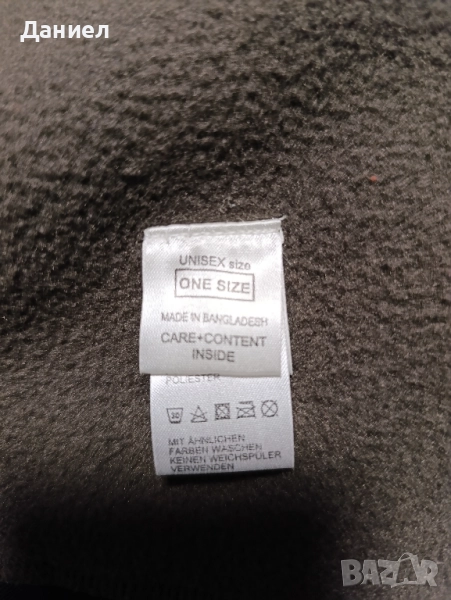 Даниел
UNISEX size
ONE SIZE
MADE IN BANGLADESH
CARE+CONTENT
INSIDE
POLIESTER
30
MIT ÄHNLICHEN
FARBEN WASCHEN
KEINEN WEICHSPÜLER
VERWENDEN
BAZAR